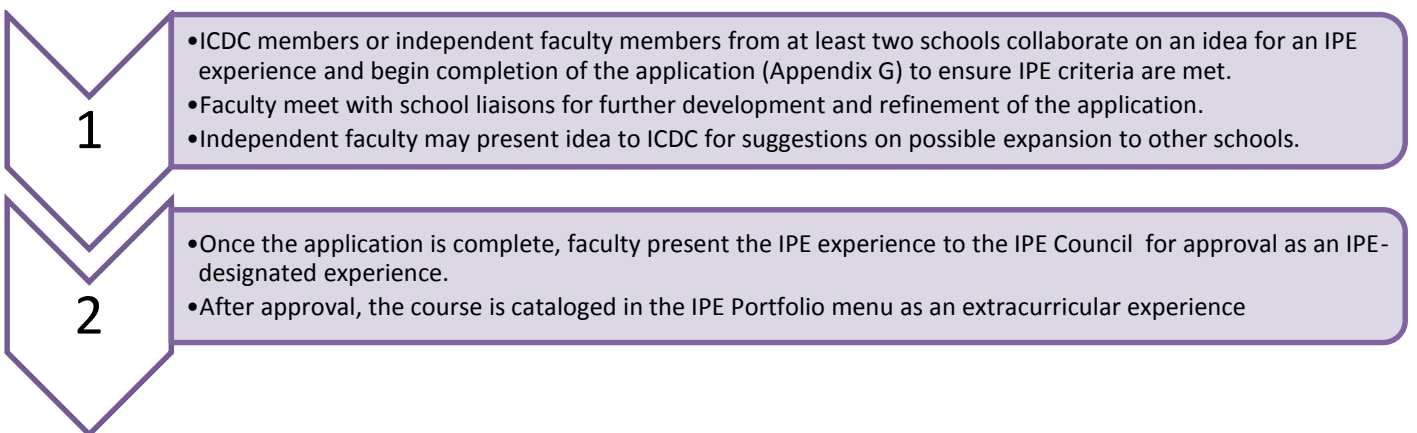 1
•ICDC members or independent faculty members from at least two schools collaborate on an idea for an IPE
experience and begin completion of the application (Appendix G) to ensure IPE criteria are met.
•Faculty meet with school liaisons for further development and refinement of the application.
•Independent faculty may present idea to ICDC for suggestions on possible expansion to other schools.
2
•Once the application is complete, faculty present the IPE experience to the IPE Council  for approval as an IPE-
designated experience.
•After approval, the course is cataloged in the IPE Portfolio menu as an extracurricular experience